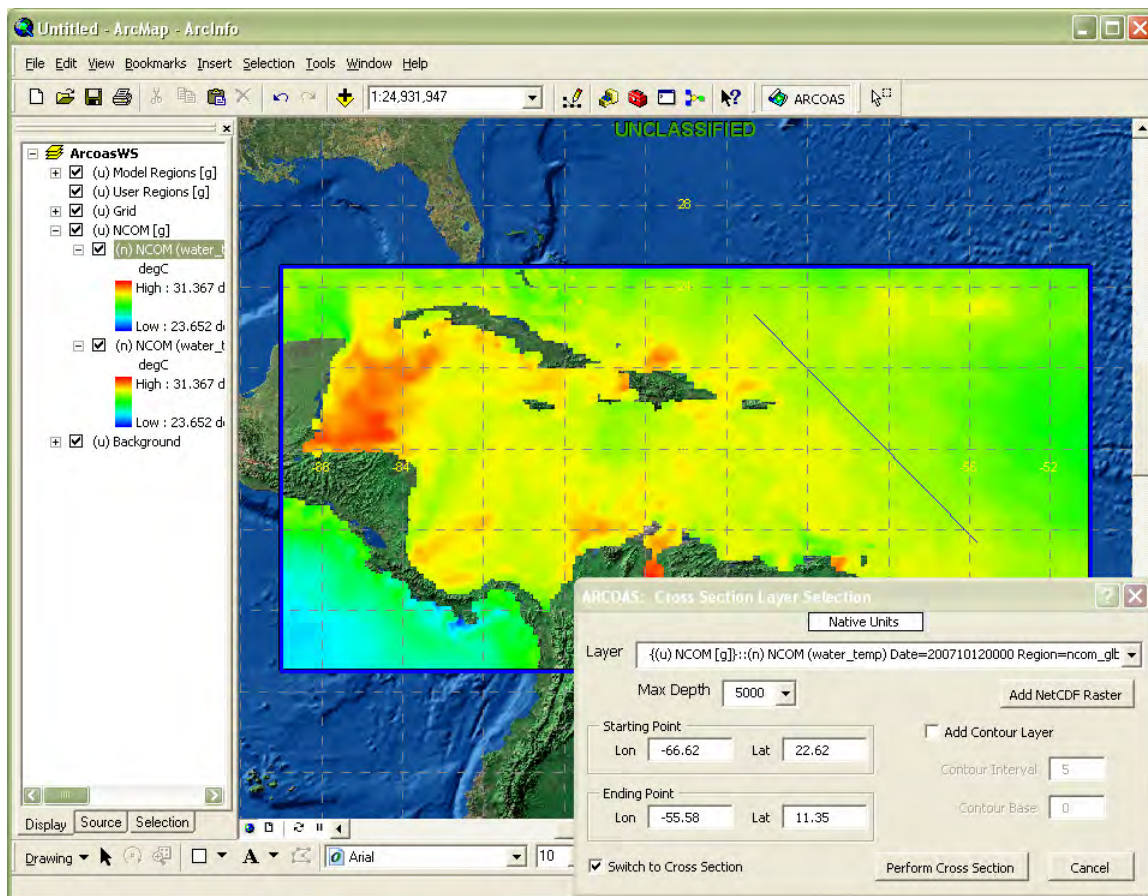 Untitled - ArcMap - ArcInfo
File Edit View Bookmarks Insert Selection Tools Window Help
1:24,931,947
ARCOAS
UNCLASSIFIED
ArcoasWS
(u) Model Regions [g]
(u) User Regions [g]
(u) Grid
(u) NCOM [g]
(n) NCOM (water_t
degC
High : 31.367 d
Low : 23.652 d
(n) NCOM (water_t
degC
High : 31.367 d
Low : 23.652 d
(u) Background
28
24
-88
-84
-56
-52
ARCOAS: Cross Section Layer Selection
Native Units
Layer {(u) NCOM [g]}::(n) NCOM (water_temp) Date=200710120000 Region=ncom_glb
Max Depth 5000
Add NetCDF Raster
Starting Point
Lon -66.62 Lat 22.62
Add Contour Layer
Contour Interval 5
Contour Base 0
Ending Point
Lon -55.58 Lat 11.35
Switch to Cross Section
Perform Cross Section
Cancel
Display Source Selection
Drawing
A
Arial
10